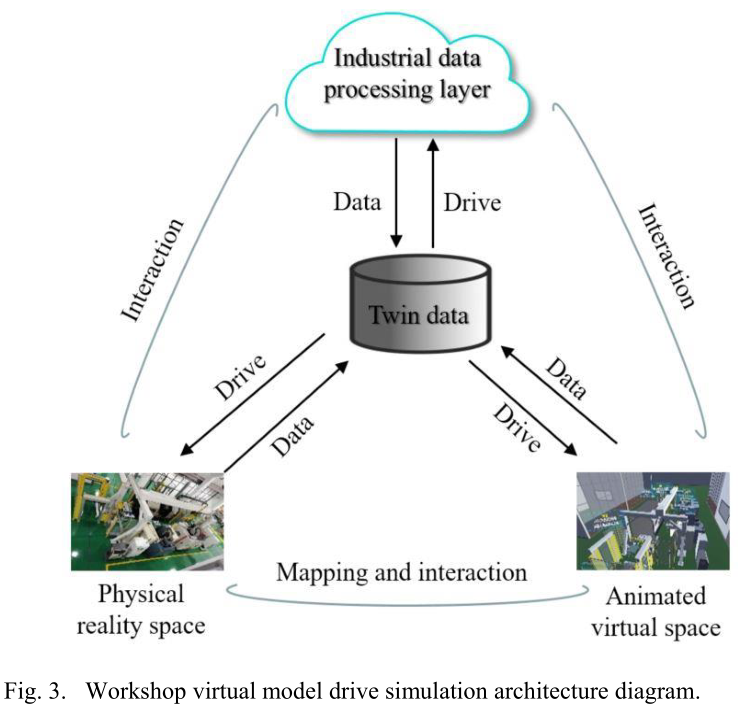 Industrial data
processing layer
Data
Drive
Interaction
Interaction
Twin data
Drive
Data
Data
Drive
Mapping and interaction
Physical
reality space
Animated
virtual space
Fig. 3. Workshop virtual model drive simulation architecture diagram.